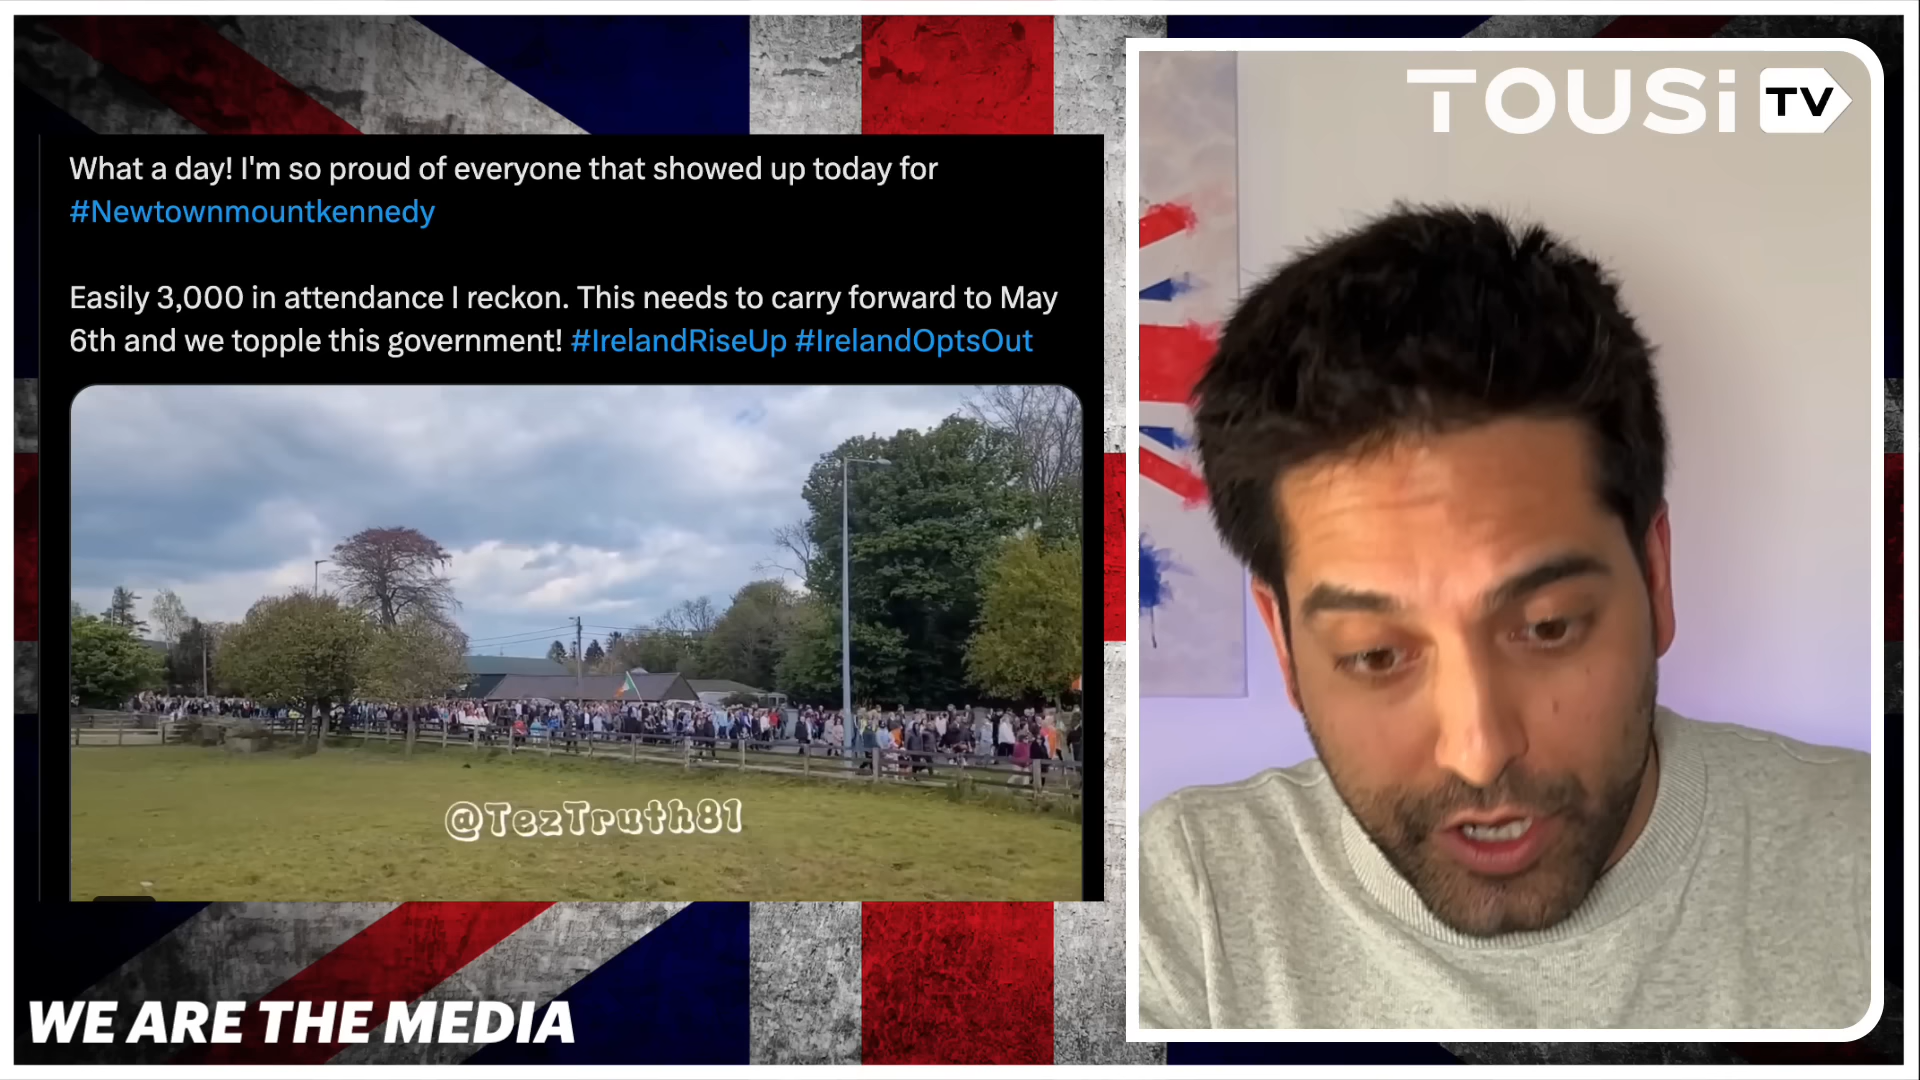 What a day! I'm so proud of everyone that showed up today for
#Newtownmountkennedy
Easily 3,000 in attendance I reckon. This needs to carry forward to May
6th and we topple this government! #IrelandRiseUp #IrelandOptsOut
@TezTruth81
WE ARE THE MEDIA
TOUSi TV